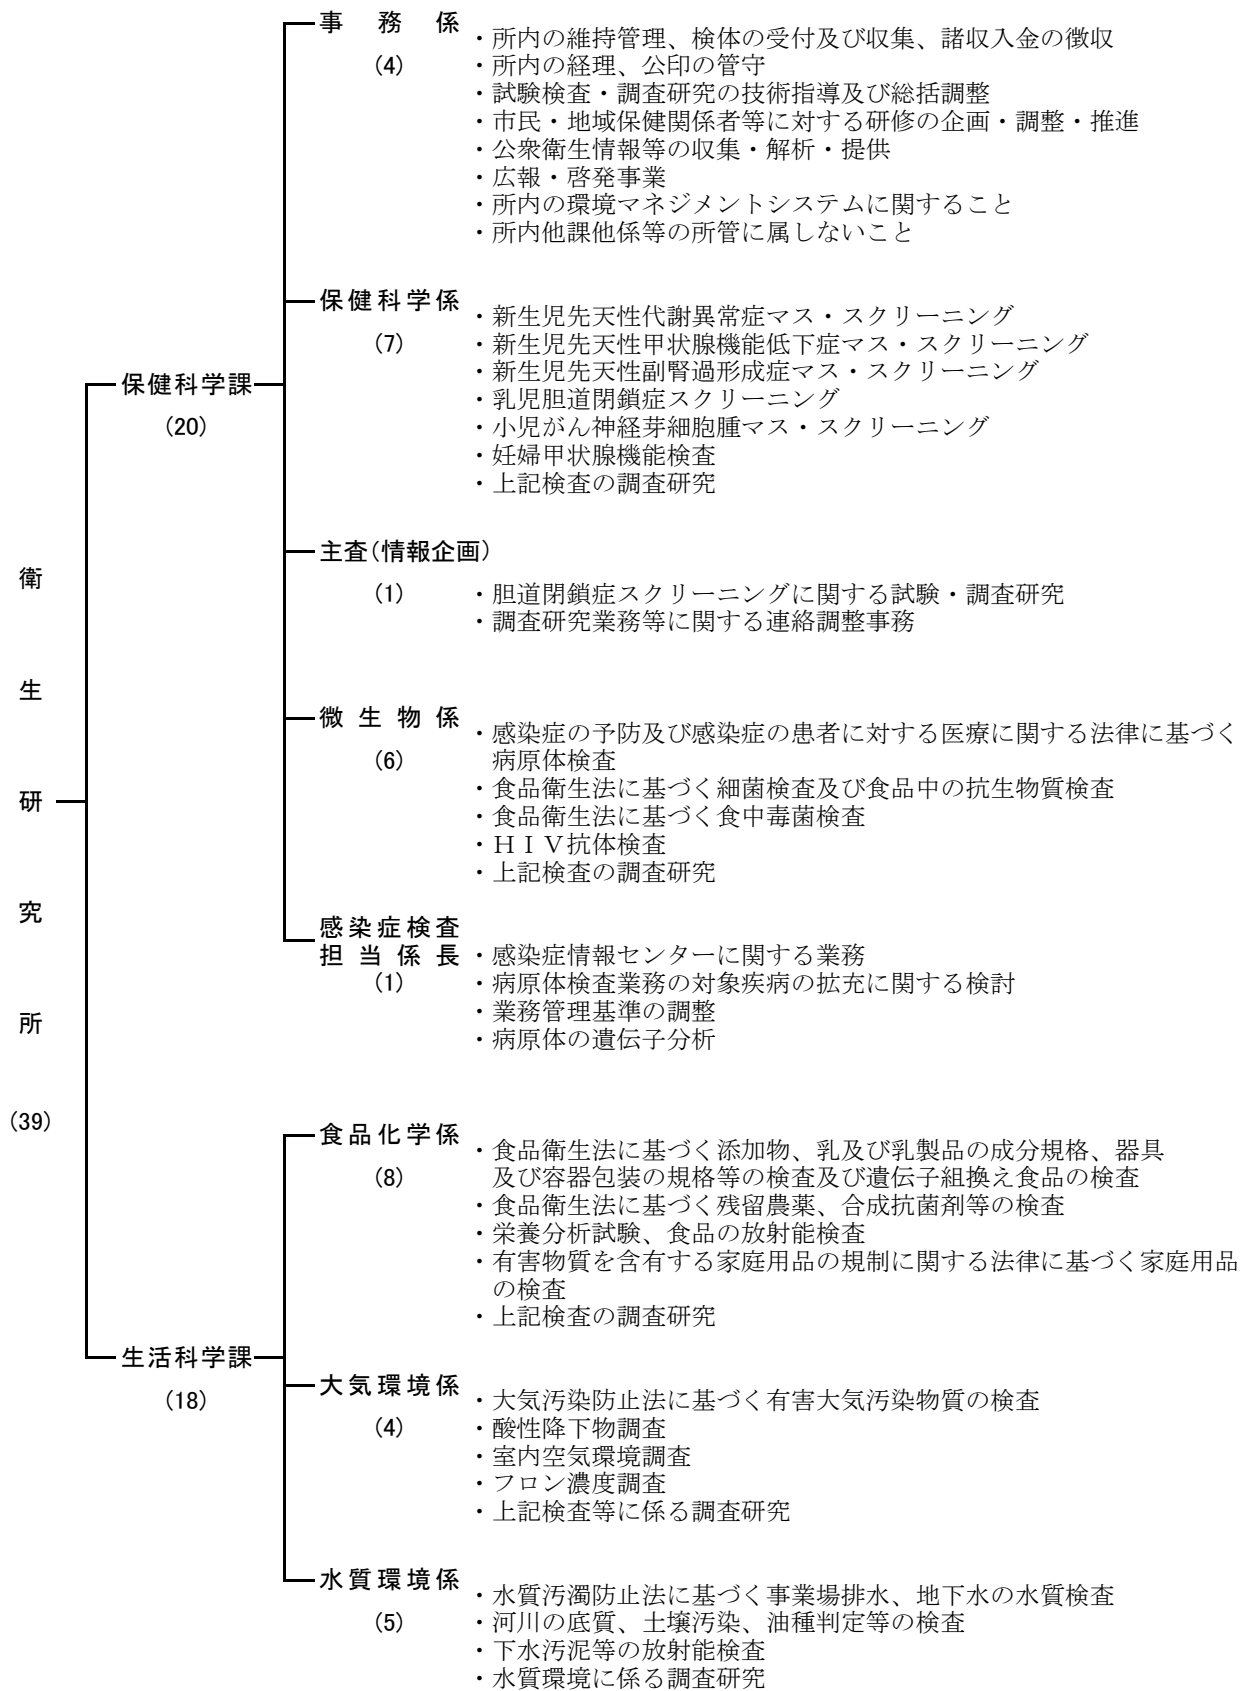 衛生研究所
(39)
保健科学課
(20)
事務係
(4)
・所内の維持管理、検体の受付及び収集、諸収入金の徴収
・所内の経理、公印の管守
・試験検査・調査研究の技術指導及び総括調整
・市民・地域保健関係者等に対する研修の企画・調整・推進
・公衆衛生情報等の収集・解析・提供
・広報・啓発事業
・所内の環境マネジメントシステムに関すること
・所内他課他係等の所管に属しないこと
保健科学係
(7)
・新生児先天性代謝異常症マス・スクリーニング
・新生児先天性甲状腺機能低下症マス・スクリーニング
・新生児先天性副腎過形成症マス・スクリーニング
・乳児胆道閉鎖症スクリーニング
・小児がん神経芽細胞腫マス・スクリーニング
・妊婦甲状腺機能検査
・上記検査の調査研究
主査(情報企画)
(1)
・胆道閉鎖症スクリーニングに関する試験・調査研究
・調査研究業務等に関する連絡調整事務
微生物係
(6)
・感染症の予防及び感染症の患者に対する医療に関する法律に基づく
病原体検査
・食品衛生法に基づく細菌検査及び食品中の抗生物質検査
・食品衛生法に基づく食中毒菌検査
・ＨＩＶ抗体検査
・上記検査の調査研究
感染症検査
担当係長
(1)
・感染症情報センターに関する業務
・病原体検査業務の対象疾病の拡充に関する検討
・業務管理基準の調整
・病原体の遺伝子分析
生活科学課
(18)
食品化学係
(8)
・食品衛生法に基づく添加物、乳及び乳製品の成分規格、器具
及び容器包装の規格等の検査及び遺伝子組換え食品の検査
・食品衛生法に基づく残留農薬、合成抗菌剤等の検査
・栄養分析試験、食品の放射能検査
・有害物質を含有する家庭用品の規制に関する法律に基づく家庭用品
の検査
・上記検査の調査研究
大気環境係
(4)
・大気汚染防止法に基づく有害大気汚染物質の検査
・酸性降下物調査
・室内空気環境調査
・フロン濃度調査
・上記検査等に係る調査研究
水質環境係
(5)
・水質汚濁防止法に基づく事業場排水、地下水の水質検査
・河川の底質、土壌汚染、油種判定等の検査
・下水汚泥等の放射能検査
・水質環境に係る調査研究